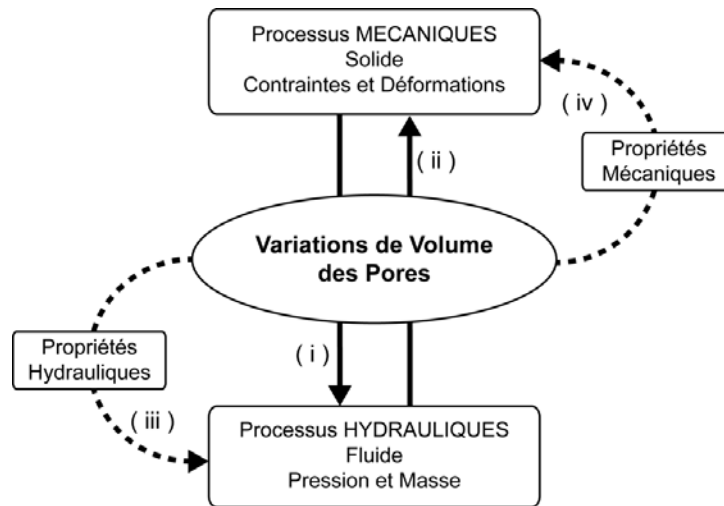 Processus MECANIQUES
Solide
Contraintes et Déformations
( iv )
( ii )
Propriétés
Mécaniques
Variations de Volume
des Pores
( i )
Propriétés
Hydrauliques
( iii )
Processus HYDRAULIQUES
Fluide
Pression et Masse